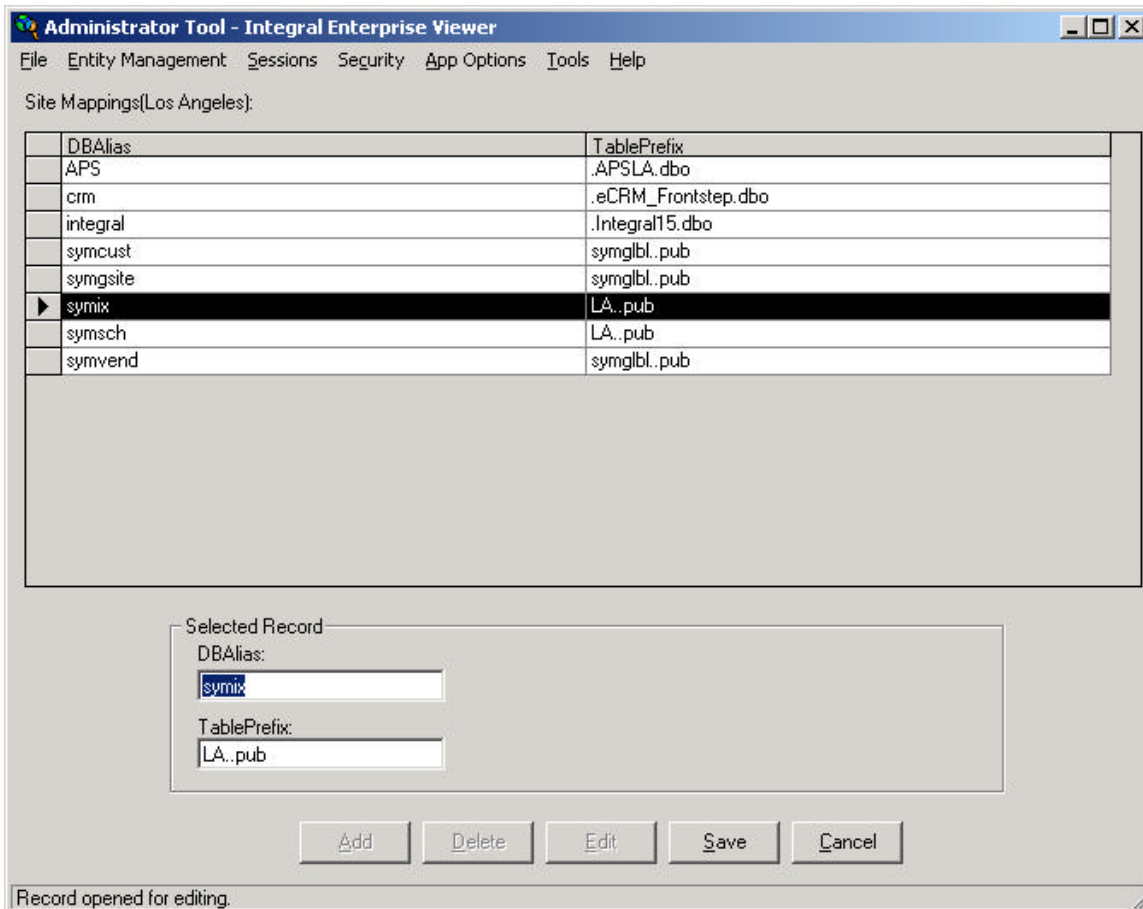 Administrator Tool - Integral Enterprise Viewer
File Entity Management Sessions Security App Options Tools Help
Site Mappings(Los Angeles):
DBAlias TablePrefix
APS .APSLA.dbo
crm .eCRM_Frontstep.dbo
integral .Integral15.dbo
symcust symglbl..pub
symgsite symglbl..pub
symix LA..pub
symsch LA..pub
symvend symglbl..pub
Selected Record
DBAlias:
symix
TablePrefix:
LA..pub
Add Delete Edit Save Cancel
Record opened for editing.